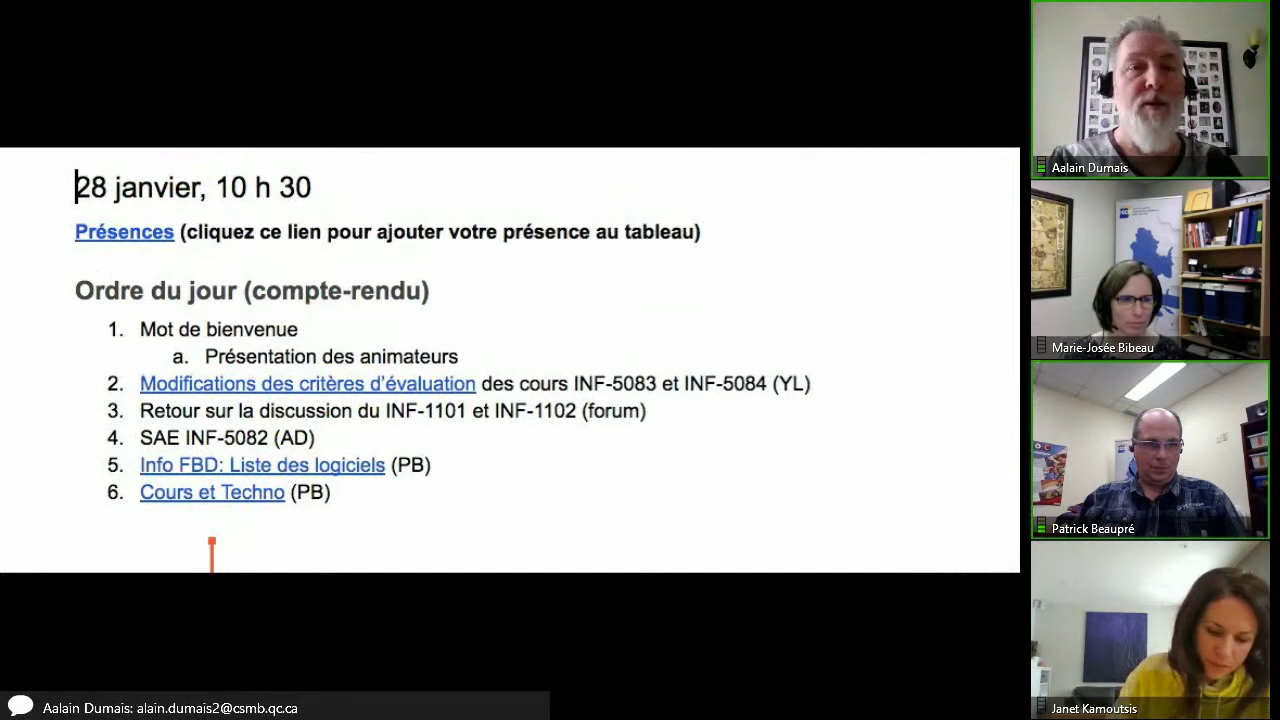 28 janvier, 10 h 30
Présences (cliquez ce lien pour ajouter votre présence au tableau)
Ordre du jour (compte-rendu)
1. Mot de bienvenue
a. Présentation des animateurs
2. Modifications des critères d'évaluation des cours INF-5083 et INF-5084 (YL)
3. Retour sur la discussion du INF-1101 et INF-1102 (forum)
4. SAE INF-5082 (AD)
5. Info FBD: Liste des logiciels (PB)
6. Cours et Techno (PB)
Aalain Dumais: alain.dumais2@csmb.qc.ca
Aalain Dumais
Marie-Josée Bibeau
Patrick Beaupré
Janet Kamoutsis